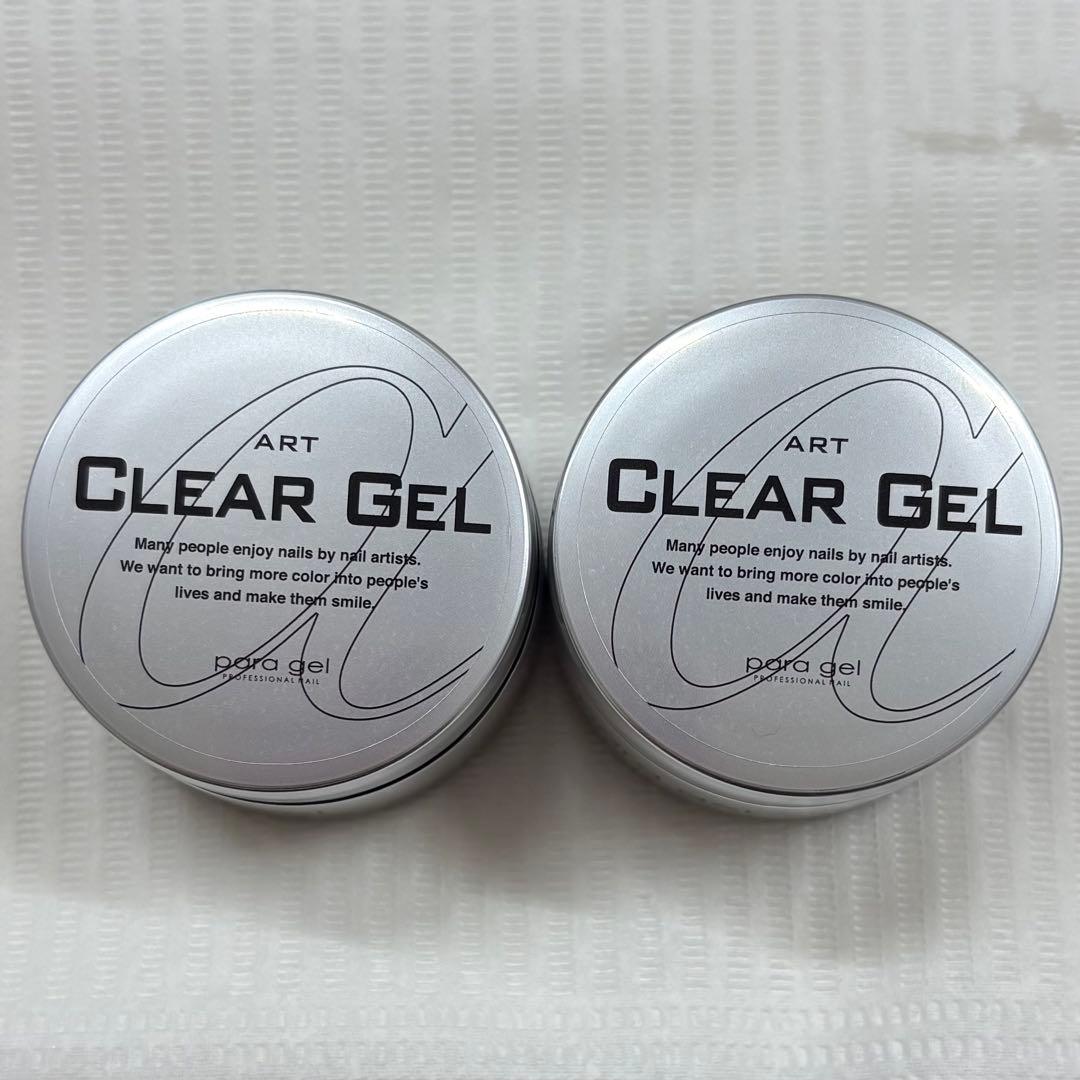 ART
CLEAR GEL
Many people enjoy nails by nail artists.
We want to bring more color into people's
lives and make them smile.
para gel
PROFESSIONAL NAIL
ART
CLEAR GEL
Many people enjoy nails by nail artists.
We want to bring more color into people's
lives and make them smile.
para gel
PROFESSIONAL NAIL